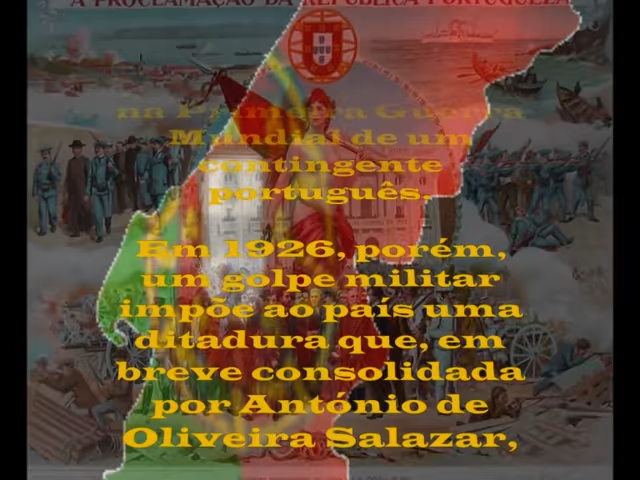 A PROCLAMAÇÃO DA REPUBLICA PORTUGUEZA
na Primeira Guerra
Mundial de um
contingente
português.
Em 1926, porém,
um golpe militar
impõe ao país uma
ditadura que, em
breve consolidada
por António de
Oliveira Salazar,